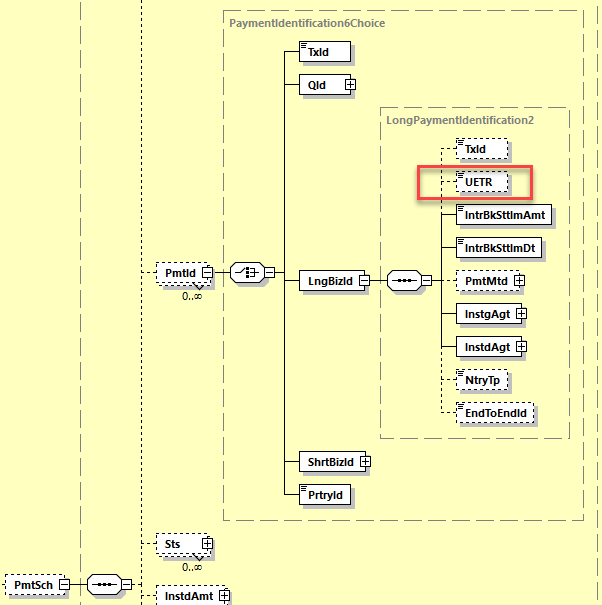 PaymentIdentification6Choice
TxId
QId
LongPaymentIdentification2
TxId
UETR
IntrBkSttlmAmt
IntrBkSttlmDt
PmtId
0..∞
LngBizId
PmtMtd
InstgAgt
InstdAgt
NtryTp
EndToEndId
ShrtBizId
PrtryId
Sts
0..∞
PmtSch
InstdAmt